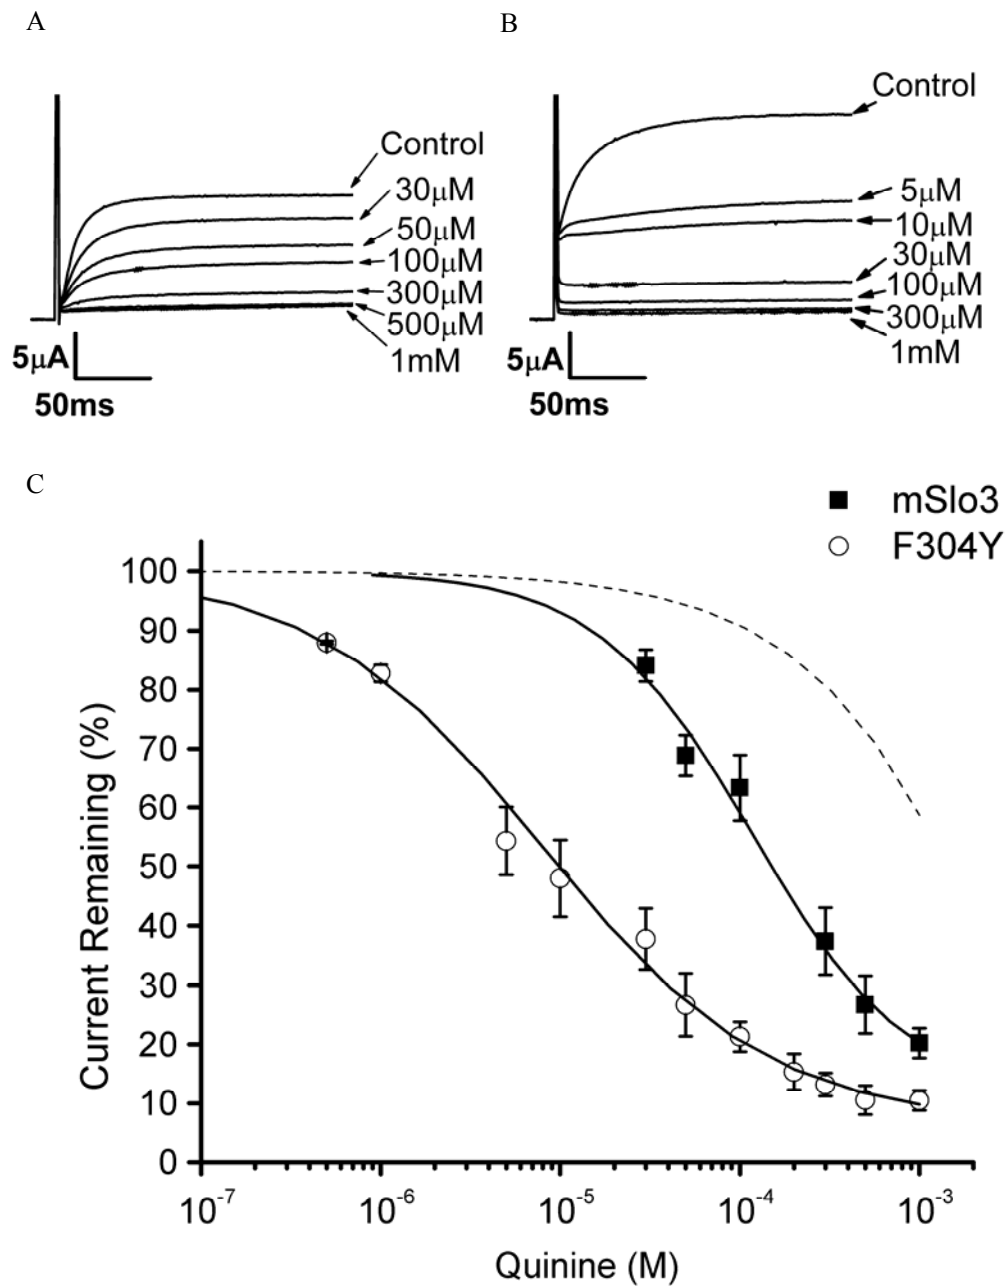 A
Control
30μM
50μM
100μM
300μM
500μM
1mM
5μA
50ms
B
Control
5μM
10μM
30μM
100μM
300μM
1mM
5μA
50ms
C
mSlo3
F304Y
100
90
80
70
60
50
40
30
20
10
0
Current Remaining (%)
10-7
10-6
10-5
10-4
10-3
Quinine (M)